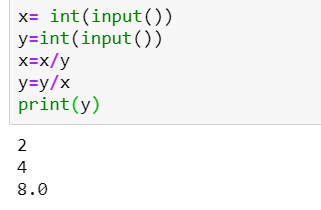 x= int(input())
y=int(input())
x=x/y
y=y/x
print(y)
2
4
8.0